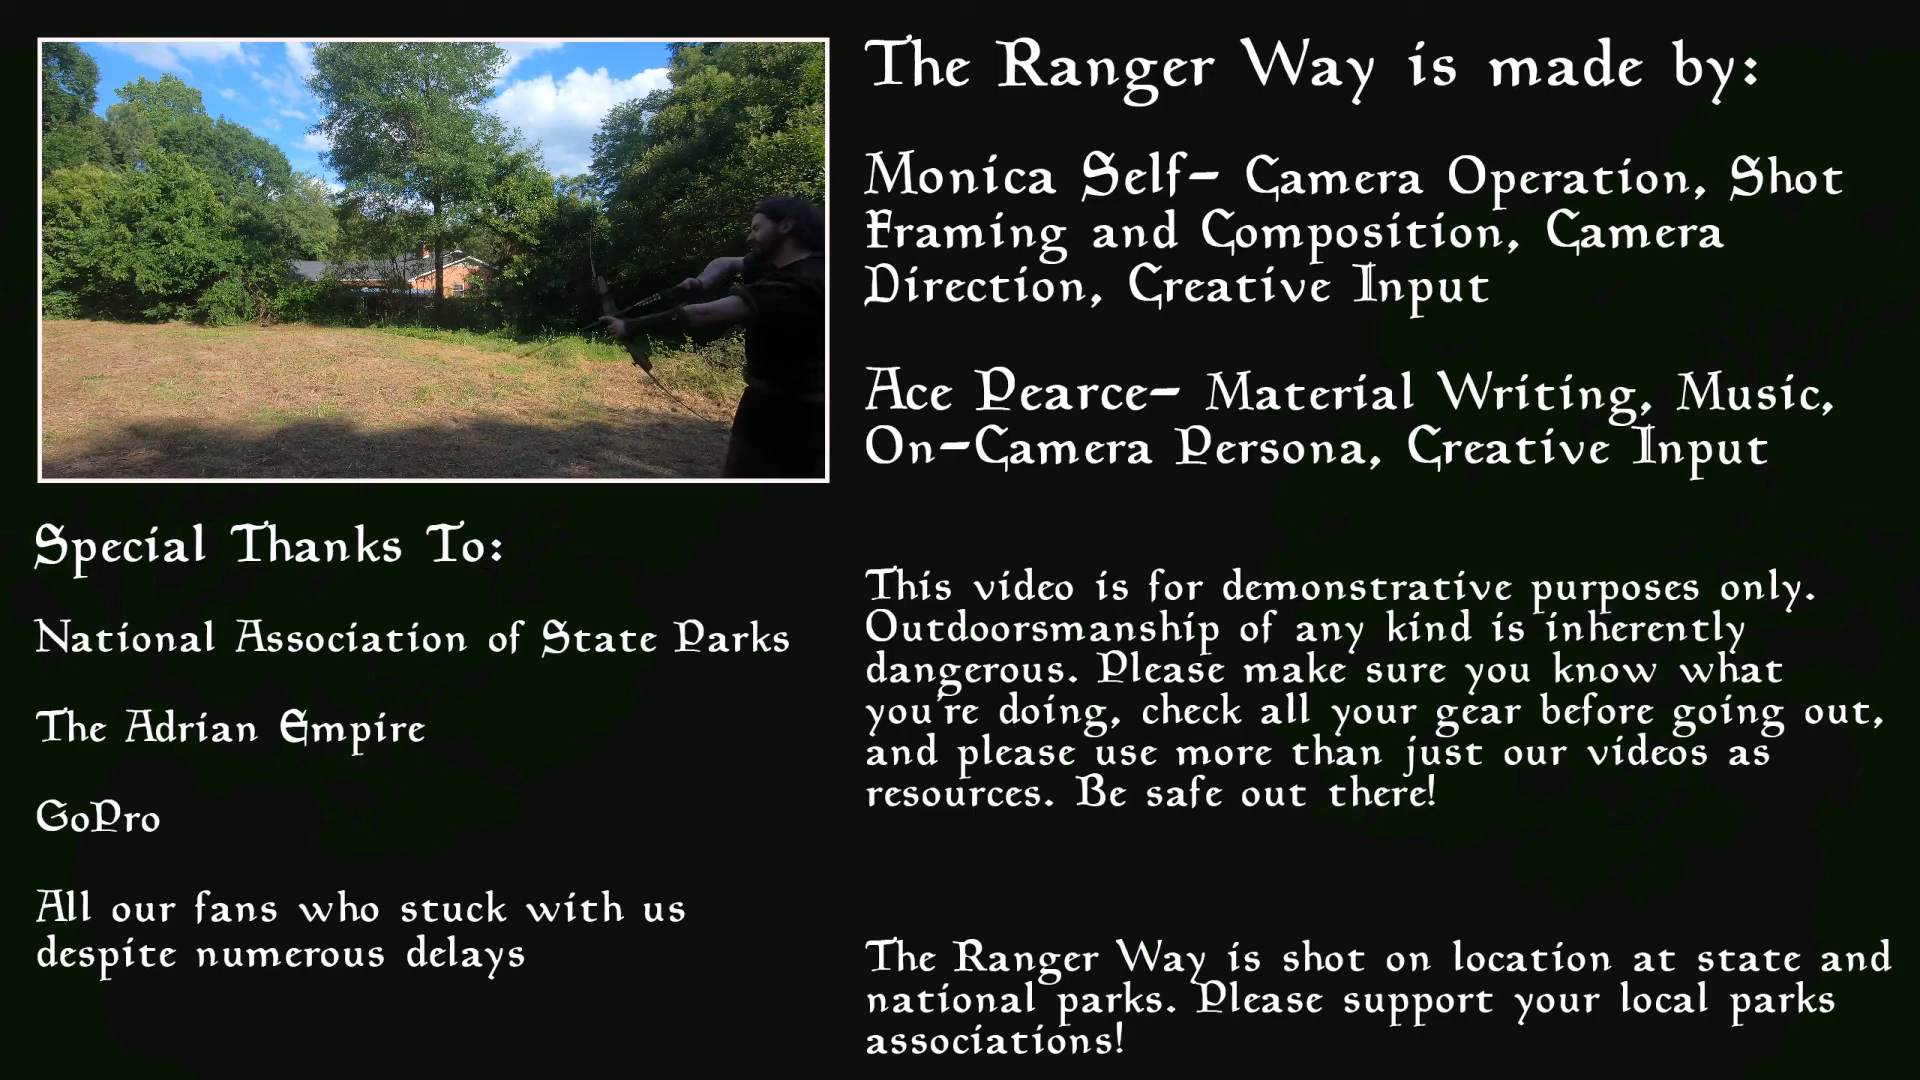 The Ranger Way is made by:
Monica Self- Camera Operation, Shot
Framing and Composition, Camera
Direction, Creative Input
Ace Pearce- Material Writing, Music,
On-Camera Persona, Creative Input
Special Thanks To:
National Association of State Parks
The Adrian Empire
GoPro
All our fans who stuck with us
despite numerous delays
This video is for demonstrative purposes only.
Outdoorsmanship of any kind is inherently
dangerous. Please make sure you know what
you're doing, check all your gear before going out,
and please use more than just our videos as
resources. Be safe out there!
The Ranger Way is shot on location at state and
national parks. Please support your local parks
associations!